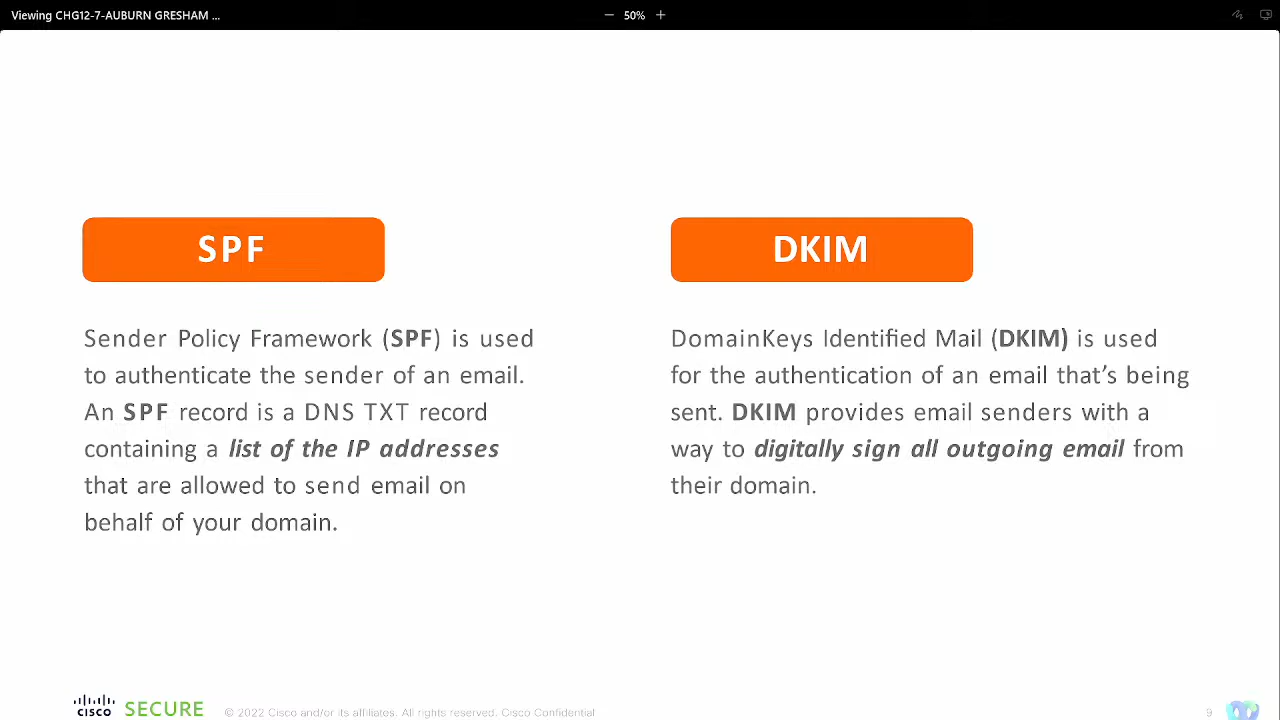 Viewing CHG12-7-AUBURN GRESHAM ...
50%
SPF
Sender Policy Framework (SPF) is used
to authenticate the sender of an email.
An SPF record is a DNS TXT record
containing a list of the IP addresses
that are allowed to send email on
behalf of your domain.
DKIM
DomainKeys Identified Mail (DKIM) is used
for the authentication of an email that's being
sent. DKIM provides email senders with a
way to digitally sign all outgoing email from
their domain.
CISCO SECURE © 2022 Cisco and/or its affiliates. All rights reserved. Cisco Confidential
9